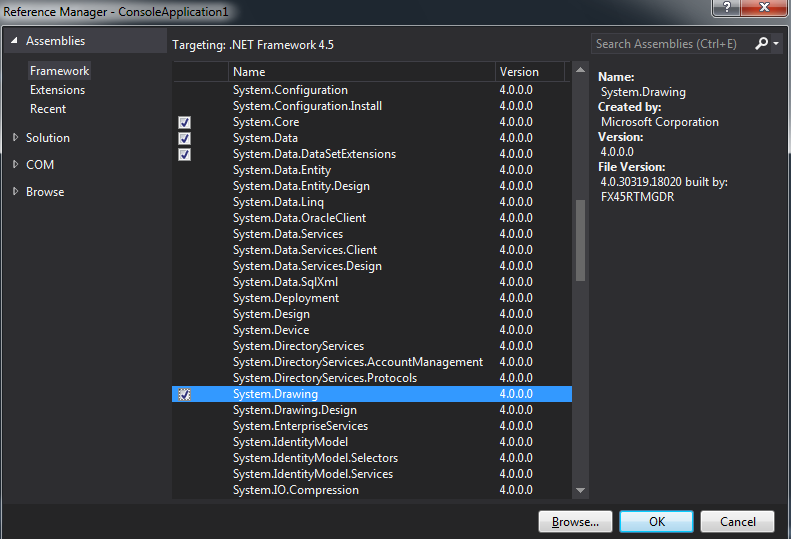 Reference Manager - ConsoleApplication1
Assemblies
Framework
Extensions
Recent
Solution
COM
Browse
Targeting: .NET Framework 4.5
Search Assemblies (Ctrl+E)
Name Version
System.Configuration 4.0.0.0
System.Configuration.Install 4.0.0.0
System.Core 4.0.0.0
System.Data 4.0.0.0
System.Data.DataSetExtensions 4.0.0.0
System.Data.Entity 4.0.0.0
System.Data.Entity.Design 4.0.0.0
System.Data.Linq 4.0.0.0
System.Data.OracleClient 4.0.0.0
System.Data.Services 4.0.0.0
System.Data.Services.Client 4.0.0.0
System.Data.Services.Design 4.0.0.0
System.Data.SqlXml 4.0.0.0
System.Deployment 4.0.0.0
System.Design 4.0.0.0
System.Device 4.0.0.0
System.DirectoryServices 4.0.0.0
System.DirectoryServices.AccountManagement 4.0.0.0
System.DirectoryServices.Protocols 4.0.0.0
System.Drawing 4.0.0.0
System.Drawing.Design 4.0.0.0
System.EnterpriseServices 4.0.0.0
System.IdentityModel 4.0.0.0
System.IdentityModel.Selectors 4.0.0.0
System.IdentityModel.Services 4.0.0.0
System.IO.Compression 4.0.0.0
Name:
System.Drawing
Created by:
Microsoft Corporation
Version:
4.0.0.0
File Version:
4.0.30319.18020 built by:
FX45RTMGDR
Browse... OK Cancel